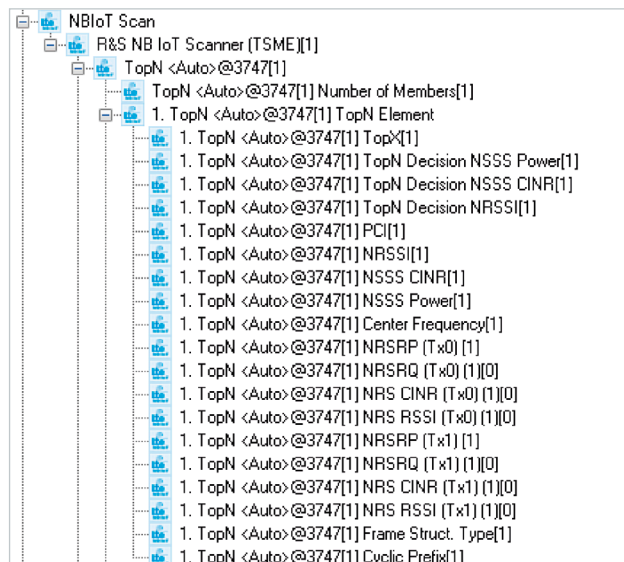 NBIoT Scan
R&S NB IoT Scanner (TSME)[1]
TopN <Auto>@3747[1]
TopN <Auto>@3747[1] Number of Members[1]
1. TopN <Auto>@3747[1] TopN Element
1. TopN <Auto>@3747[1] TopX[1]
1. TopN <Auto>@3747[1] TopN Decision NSSS Power[1]
1. TopN <Auto>@3747[1] TopN Decision NSSS CINR[1]
1. TopN <Auto>@3747[1] TopN Decision NRSSI[1]
1. TopN <Auto>@3747[1] PCI[1]
1. TopN <Auto>@3747[1] NRSSI[1]
1. TopN <Auto>@3747[1] NSSS CINR[1]
1. TopN <Auto>@3747[1] NSSS Power[1]
1. TopN <Auto>@3747[1] Center Frequency[1]
1. TopN <Auto>@3747[1] NRSRP (Tx0) [1]
1. TopN <Auto>@3747[1] NRSRQ (Tx0) (1)[0]
1. TopN <Auto>@3747[1] NRS CINR (Tx0) (1)[0]
1. TopN <Auto>@3747[1] NRS RSSI (Tx0) (1)[0]
1. TopN <Auto>@3747[1] NRSRP (Tx1) [1]
1. TopN <Auto>@3747[1] NRSRQ (Tx1) (1)[0]
1. TopN <Auto>@3747[1] NRS CINR (Tx1) (1)[0]
1. TopN <Auto>@3747[1] NRS RSSI (Tx1) (1)[0]
1. TopN <Auto>@3747[1] Frame Struct. Type[1]
1. TopN <Auto>@3747[1] Cyclic Prefix[1]